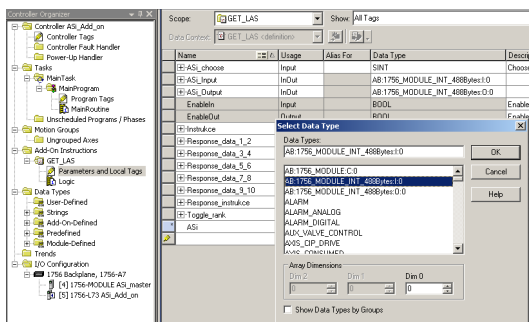 Controller Organizer
Controller ASi_Add_on
Controller Tags
Controller Fault Handler
Power-Up Handler
Tasks
MainTask
MainProgram
Program Tags
MainRoutine
Unscheduled Programs / Phases
Motion Groups
Ungrouped Axes
Add-On Instructions
GET_LAS
Parameters and Local Tags
Logic
Data Types
User-Defined
Strings
Add-On-Defined
Predefined
Module-Defined
Trends
I/O Configuration
1756 Backplane, 1756-A7
[4] 1756-MODULE ASi_master
[5] 1756-L73 ASi_Add_on
Scope: GET_LAS Show: All Tags
Data Context: GET_LAS <definition>
Name Usage Alias For Data Type Descri
ASi_choose Input SINT Choose
ASi_Input InOut AB:1756_MODULE_INT_488Bytes:I:0
ASi_Output InOut AB:1756_MODULE_INT_488Bytes:O:0
EnableIn Input BOOL Enable
EnableOut Output BOOL Enable
Instrukce
Response_data_1_2
Response_data_3_4
Response_data_5_6
Response_data_7_8
Response_data_9_10
Response_instrukce
Toggle_rank
ASi
Select Data Type
Data Types:
AB:1756_MODULE_INT_488Bytes:I:0
AB:1756_MODULE:C:0
AB:1756_MODULE_INT_488Bytes:I:0
AB:1756_MODULE_INT_488Bytes:O:0
ALARM
ALARM_ANALOG
ALARM_DIGITAL
AUX_VALVE_CONTROL
AXIS_CIP_DRIVE
AXIS_CONSUMED
OK
Cancel
Help
Array Dimensions
Dim 2 Dim 1 Dim 0
0 0 0
Show Data Types by Groups